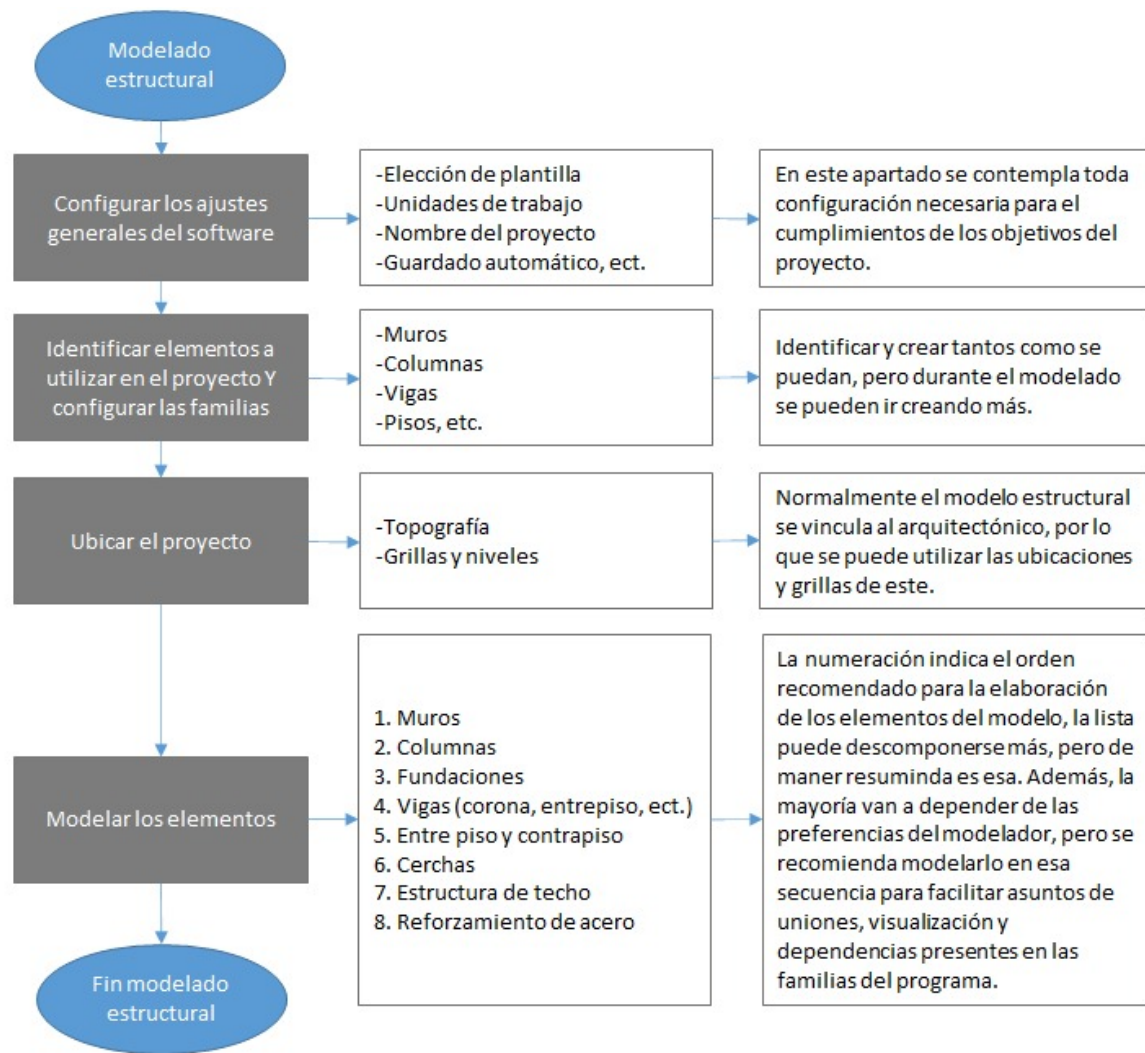 Modelado
estructural
Configurar los ajustes
generales del software
-Elección de plantilla
-Unidades de trabajo
-Nombre del proyecto
-Guardado automático, ect.
En este apartado se contempla toda
configuración necesaria para el
cumplimientos de los objetivos del
proyecto.
Identificar elementos a
utilizar en el proyecto Y
configurar las familias
-Muros
-Columnas
-Vigas
-Pisos, etc.
Identificar y crear tantos como se
puedan, pero durante el modelado
se pueden ir creando más.
Ubicar el proyecto
-Topografía
-Grillas y niveles
Normalmente el modelo estructural
se vincula al arquitectónico, por lo
que se puede utilizar las ubicaciones
y grillas de este.
Modelar los elementos
1. Muros
2. Columnas
3. Fundaciones
4. Vigas (corona, entrepiso, ect.)
5. Entre piso y contrapiso
6. Cerchas
7. Estructura de techo
8. Reforzamiento de acero
La numeración indica el orden
recomendado para la elaboración
de los elementos del modelo, la lista
puede descomponerse más, pero de
maner resuminda es esa. Además, la
mayoría van a depender de las
preferencias del modelador, pero se
recomienda modelarlo en esa
secuencia para facilitar asuntos de
uniones, visualización y
dependencias presentes en las
familias del programa.
Fin modelado
estructural